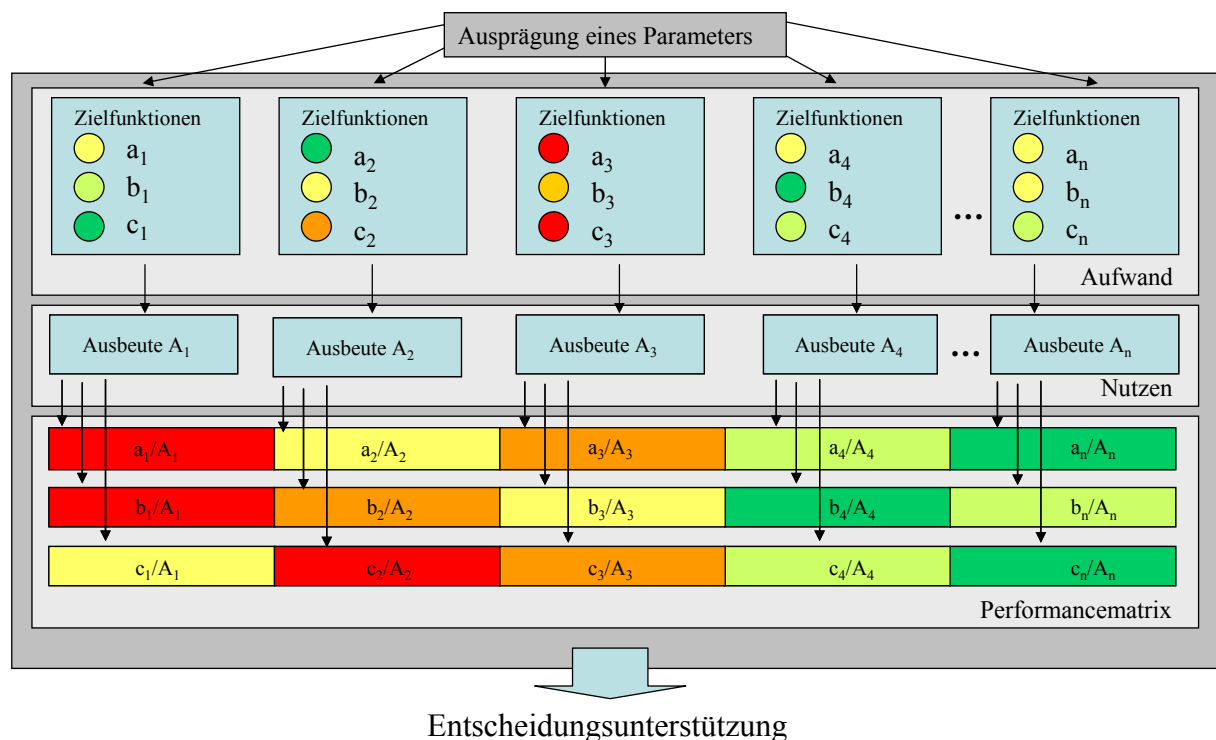 Ausprägung eines Parameters
Zielfunktionen
a₁
b₁
c₁
Zielfunktionen
a₂
b₂
c₂
Zielfunktionen
a₃
b₃
c₃
Zielfunktionen
a₄
b₄
c₄
...
Zielfunktionen
aₙ
bₙ
cₙ
Aufwand
Ausbeute A₁
Ausbeute A₂
Ausbeute A₃
Ausbeute A₄
...
Ausbeute Aₙ
Nutzen
a₁/A₁ a₂/A₂ a₃/A₃ a₄/A₄ aₙ/Aₙ
b₁/A₁ b₂/A₂ b₃/A₃ b₄/A₄ bₙ/Aₙ
c₁/A₁ c₂/A₂ c₃/A₃ c₄/A₄ cₙ/Aₙ
Performancematrix
Entscheidungsunterstützung